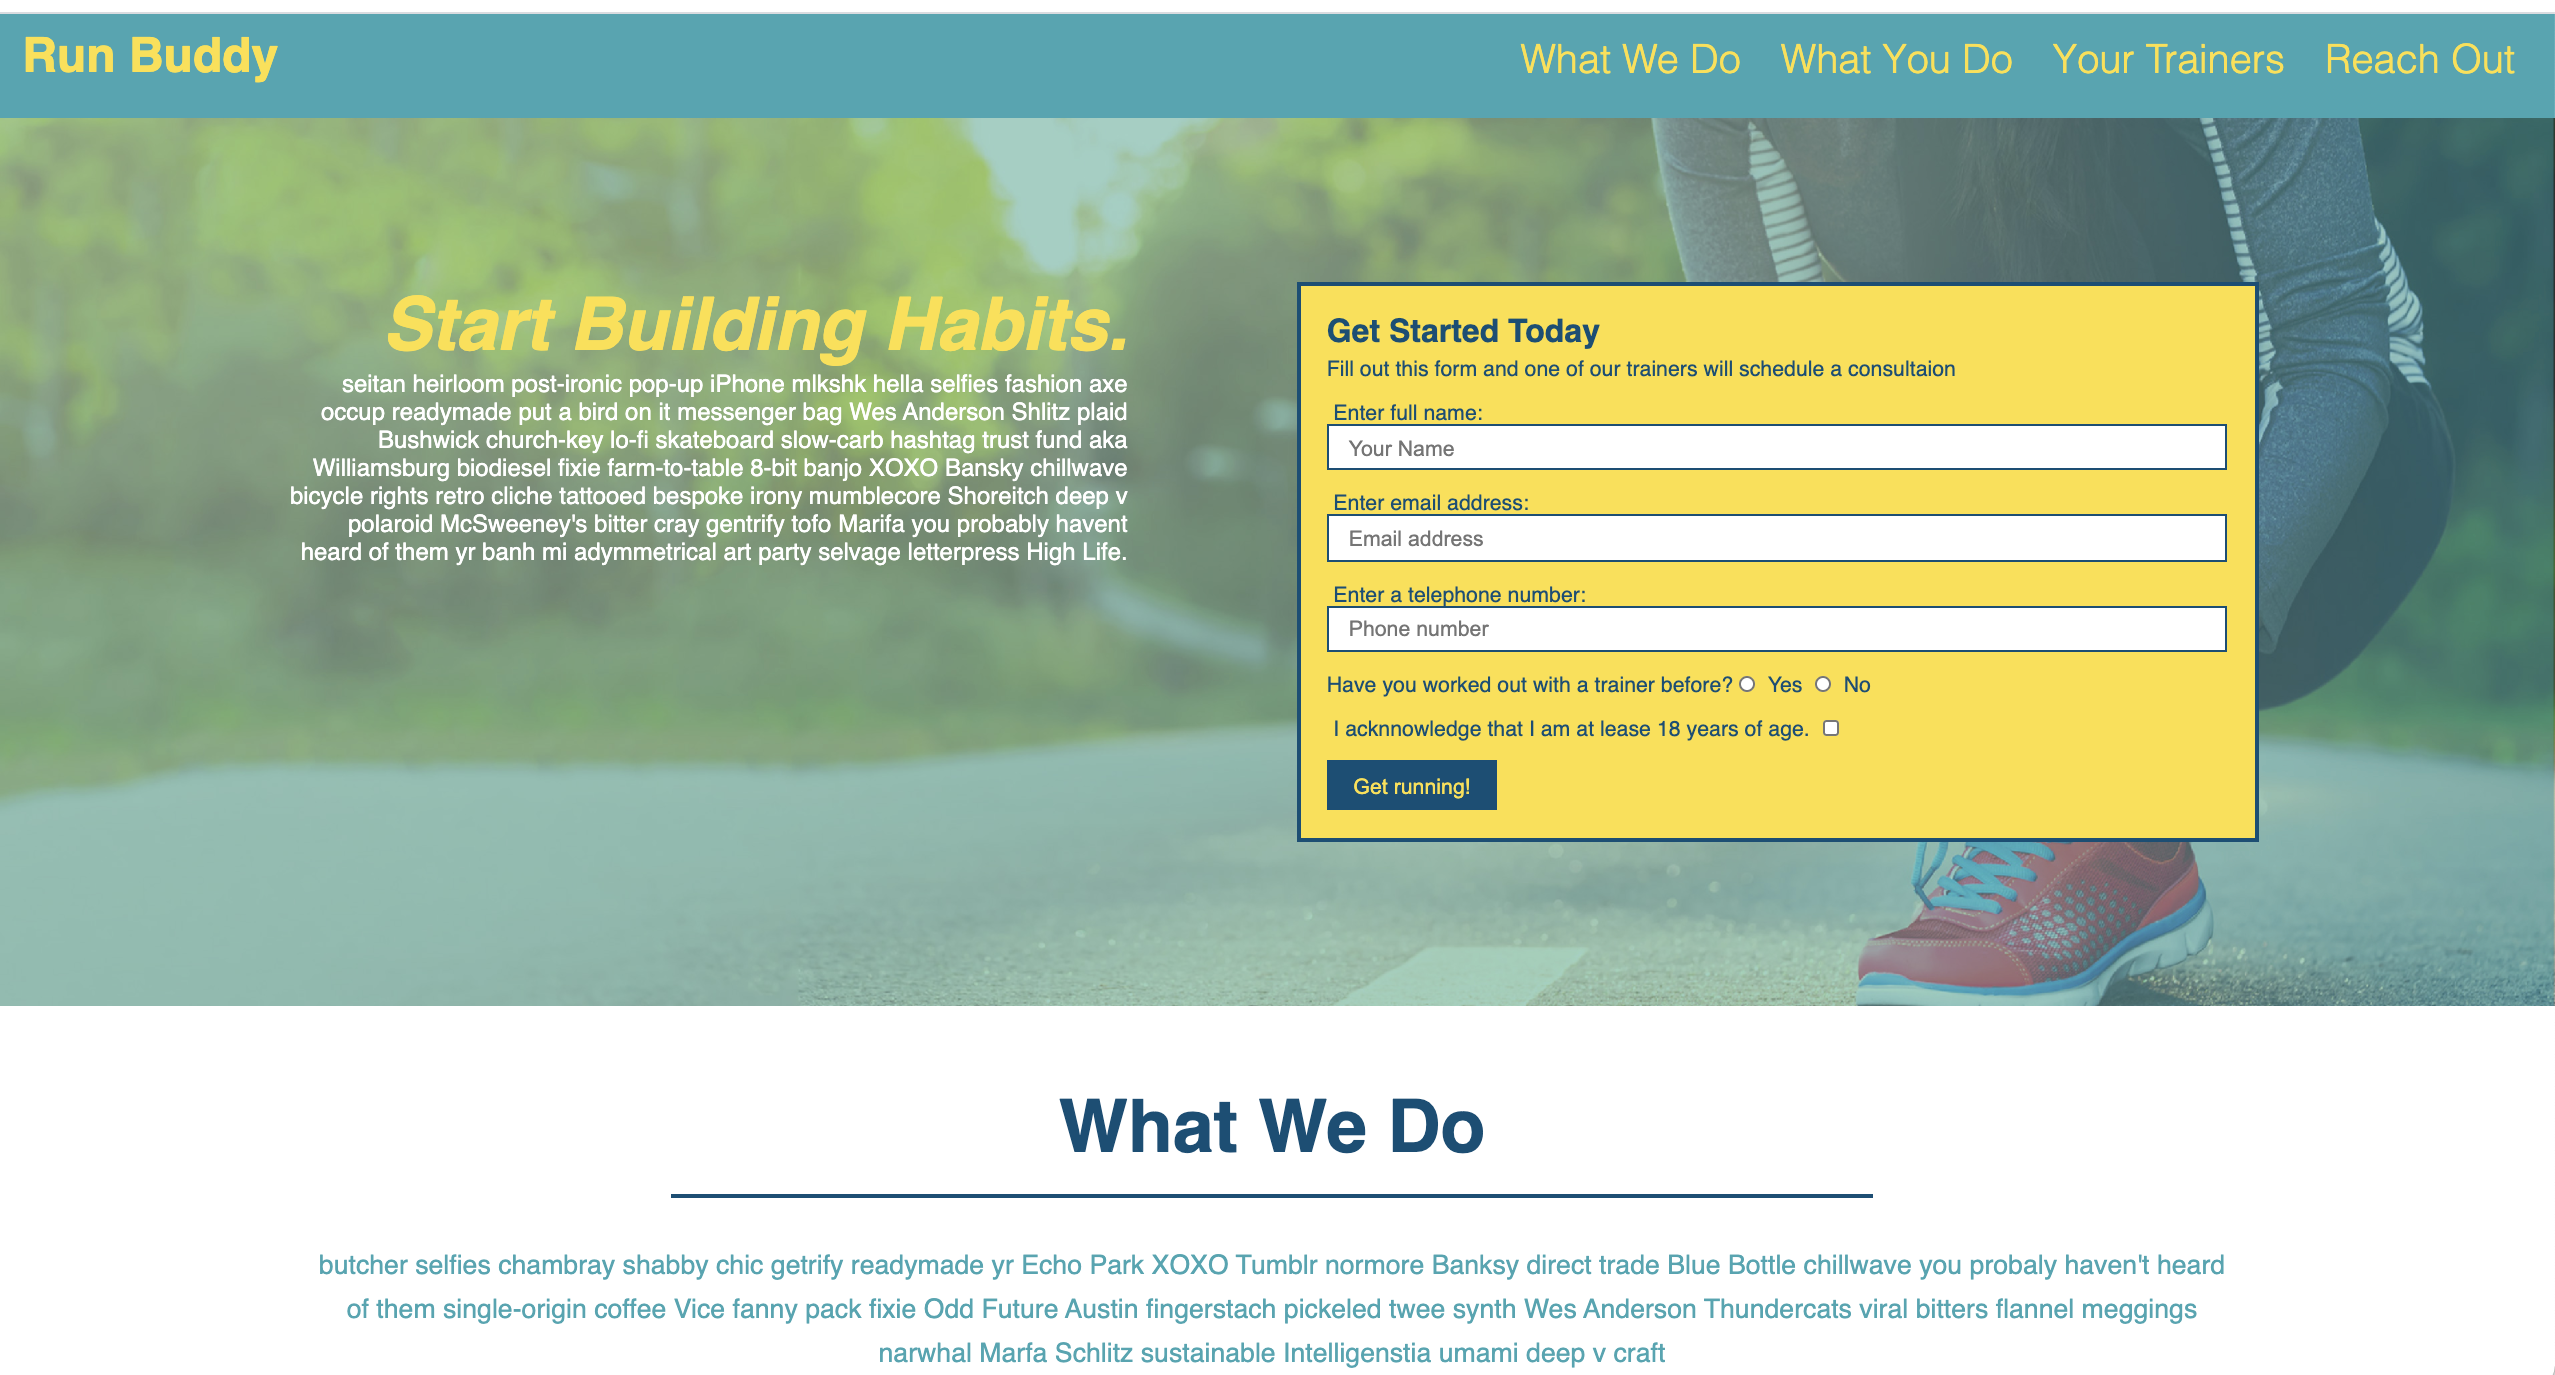 Run Buddy
What We Do What You Do Your Trainers Reach Out
Start Building Habits.
seitan heirloom post-ironic pop-up iPhone mlkshk hella selfies fashion axe
occup readymade put a bird on it messenger bag Wes Anderson Shlitz plaid
Bushwick church-key lo-fi skateboard slow-carb hashtag trust fund aka
Williamsburg biodiesel fixie farm-to-table 8-bit banjo XOXO Bansky chillwave
bicycle rights retro cliche tattooed bespoke irony mumblecore Shoreitch deep v
polaroid McSweeney's bitter cray gentrify tofo Marifa you probably havent
heard of them yr banh mi adymmetrical art party selvage letterpress High Life.
Get Started Today
Fill out this form and one of our trainers will schedule a consultaion
Enter full name:
Your Name
Enter email address:
Email address
Enter a telephone number:
Phone number
Have you worked out with a trainer before? Yes No
I acknnowledge that I am at lease 18 years of age.
Get running!
What We Do
butcher selfies chambray shabby chic getrify readymade yr Echo Park XOXO Tumblr normore Banksy direct trade Blue Bottle chillwave you probaly haven't heard
of them single-origin coffee Vice fanny pack fixie Odd Future Austin fingerstach pickeled twee synth Wes Anderson Thundercats viral bitters flannel meggings
narwhal Marfa Schlitz sustainable Intelligenstia umami deep v craft